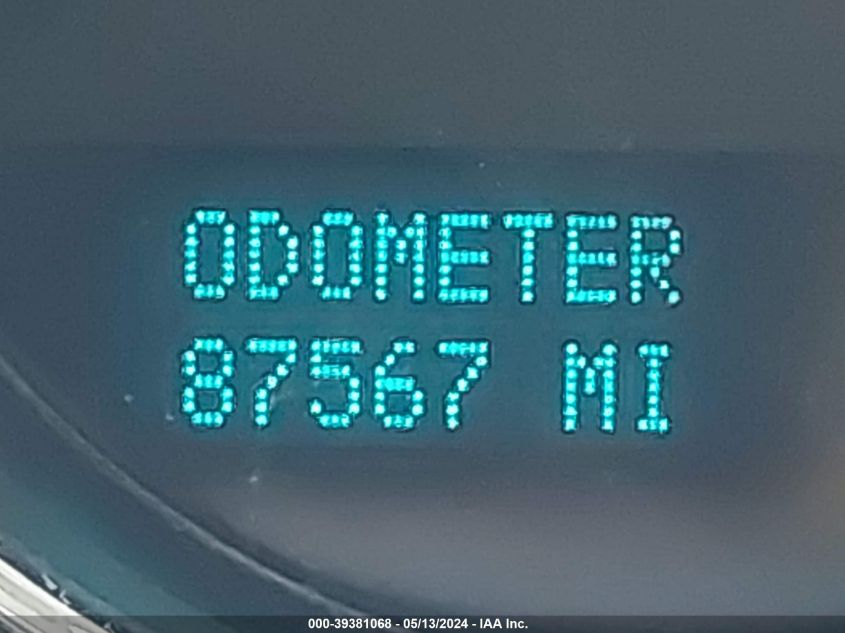 ODOMETER
87567 MI
000-39381068 - 05/13/2024 - IAA Inc.